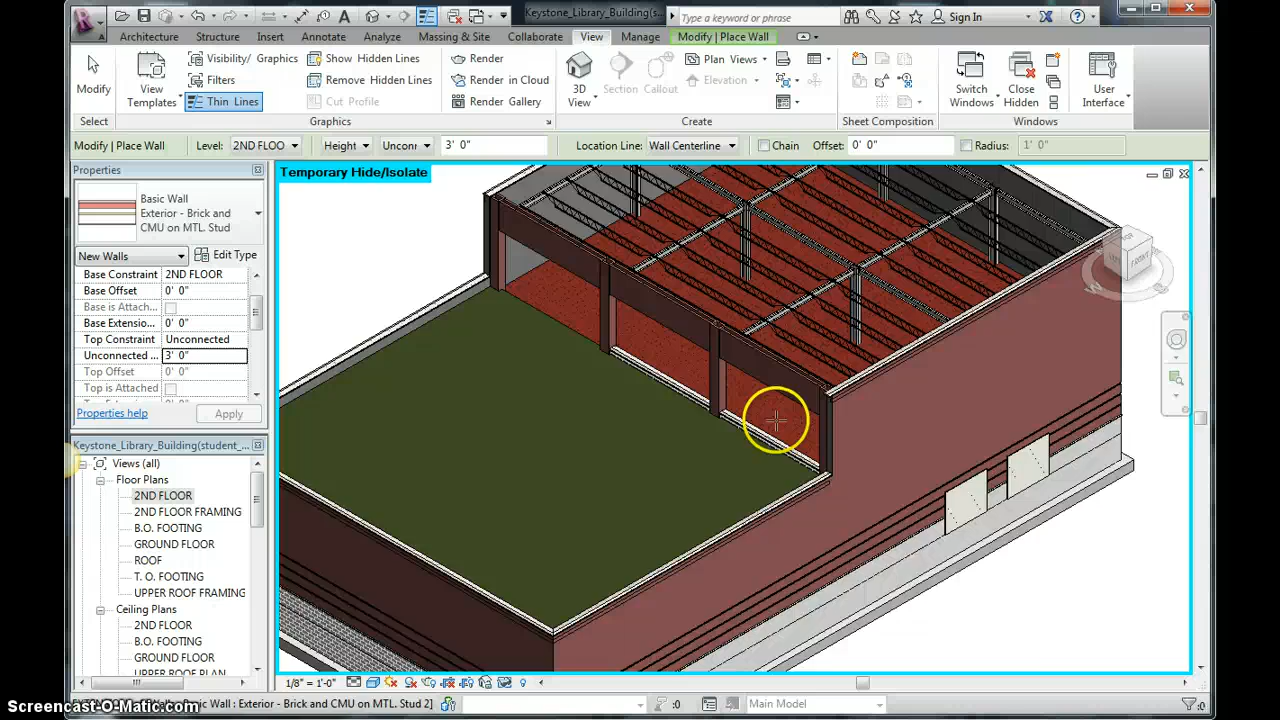 Keystone_Library_Building(s...
Type a keyword or phrase
Sign In
Architecture Structure Insert Annotate Analyze Massing & Site Collaborate View Manage Modify | Place Wall
Modify
View Templates
Visibility/ Graphics
Filters
Thin Lines
Show Hidden Lines
Remove Hidden Lines
Cut Profile
Render
Render in Cloud
Render Gallery
3D View
Section
Callout
Plan Views
Elevation
Switch Windows
Close Hidden
User Interface
Select Graphics Create Sheet Composition Windows
Modify | Place Wall Level: 2ND FLOO Height Uncon 3' 0" Location Line: Wall Centerline Chain Offset: 0' 0" Radius: 1' 0"
Properties
Basic Wall
Exterior - Brick and
CMU on MTL. Stud
New Walls Edit Type
Base Constraint 2ND FLOOR
Base Offset 0' 0"
Base is Attach...
Base Extensio... 0' 0"
Top Constraint Unconnected
Unconnected ... 3' 0"
Top Offset 0' 0"
Top is Attached
Properties help Apply
Keystone_Library_Building(student_...
Views (all)
Floor Plans
2ND FLOOR
2ND FLOOR FRAMING
B.O. FOOTING
GROUND FLOOR
ROOF
T. O. FOOTING
UPPER ROOF FRAMING
Ceiling Plans
2ND FLOOR
B.O. FOOTING
GROUND FLOOR
UPPER ROOF PLAN
Temporary Hide/Isolate
FRONT
1/8" = 1'-0"
Basic Wall : Exterior - Brick and CMU on MTL. Stud 2]
:0
Main Model
:0
Screencast-O-Matic.com